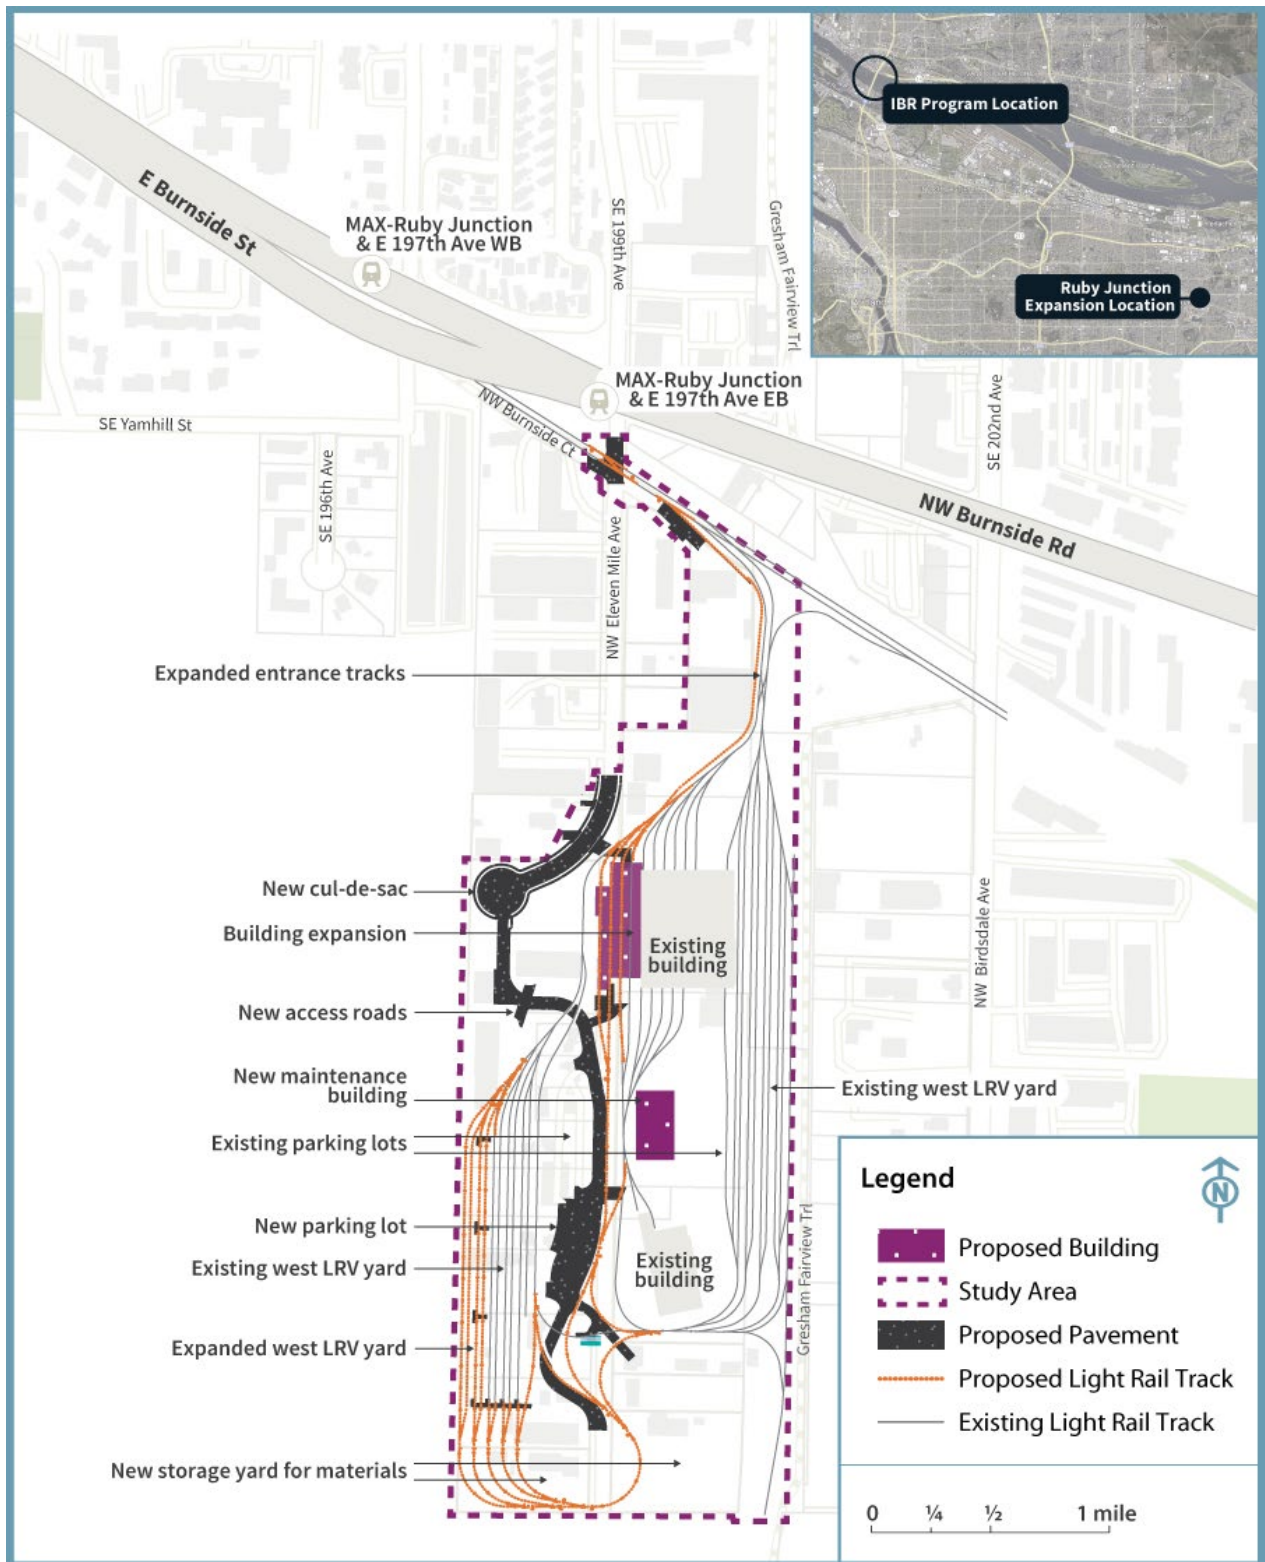 IBR Program Location
Ruby Junction
Expansion Location
E Burnside St
MAX-Ruby Junction
& E 197th Ave WB
SE 199th Ave
Gresham Fairview Trl
MAX-Ruby Junction
& E 197th Ave EB
NW Burnside Ct
SE Yamhill St
SE 196th Ave
SE 202nd Ave
NW Burnside Rd
NW Eleven Mile Ave
Expanded entrance tracks
New cul-de-sac
Building expansion
Existing
building
NW Birdsdale Ave
New access roads
New maintenance
building
Existing west LRV yard
Existing parking lots
New parking lot
Existing west LRV yard
Existing
building
Gresham Fairview Trl
Expanded west LRV yard
New storage yard for materials
Legend
N
Proposed Building
Study Area
Proposed Pavement
Proposed Light Rail Track
Existing Light Rail Track
0 ¼ ½ 1 mile